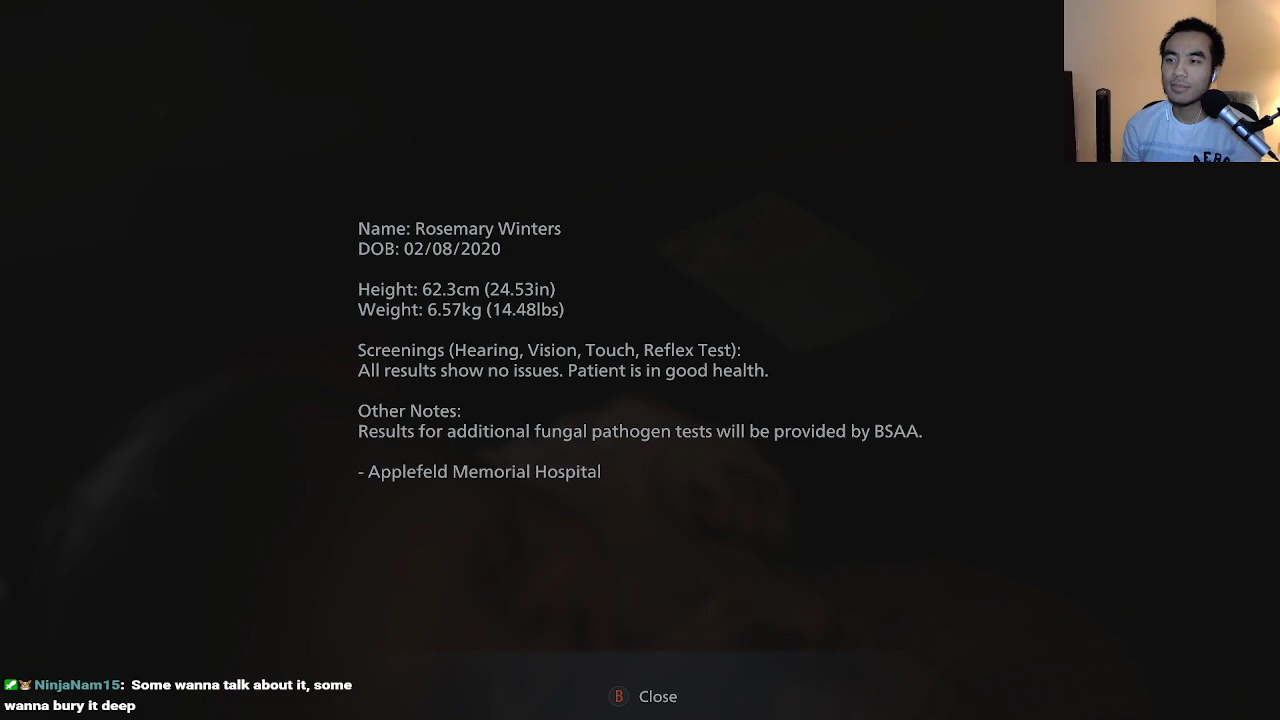 Name: Rosemary Winters
DOB: 02/08/2020
Height: 62.3cm (24.53in)
Weight: 6.57kg (14.48lbs)
Screenings (Hearing, Vision, Touch, Reflex Test):
All results show no issues. Patient is in good health.
Other Notes:
Results for additional fungal pathogen tests will be provided by BSAA.
- Applefeld Memorial Hospital
NinjaNam15: Some wanna talk about it, some
wanna bury it deep
B Close